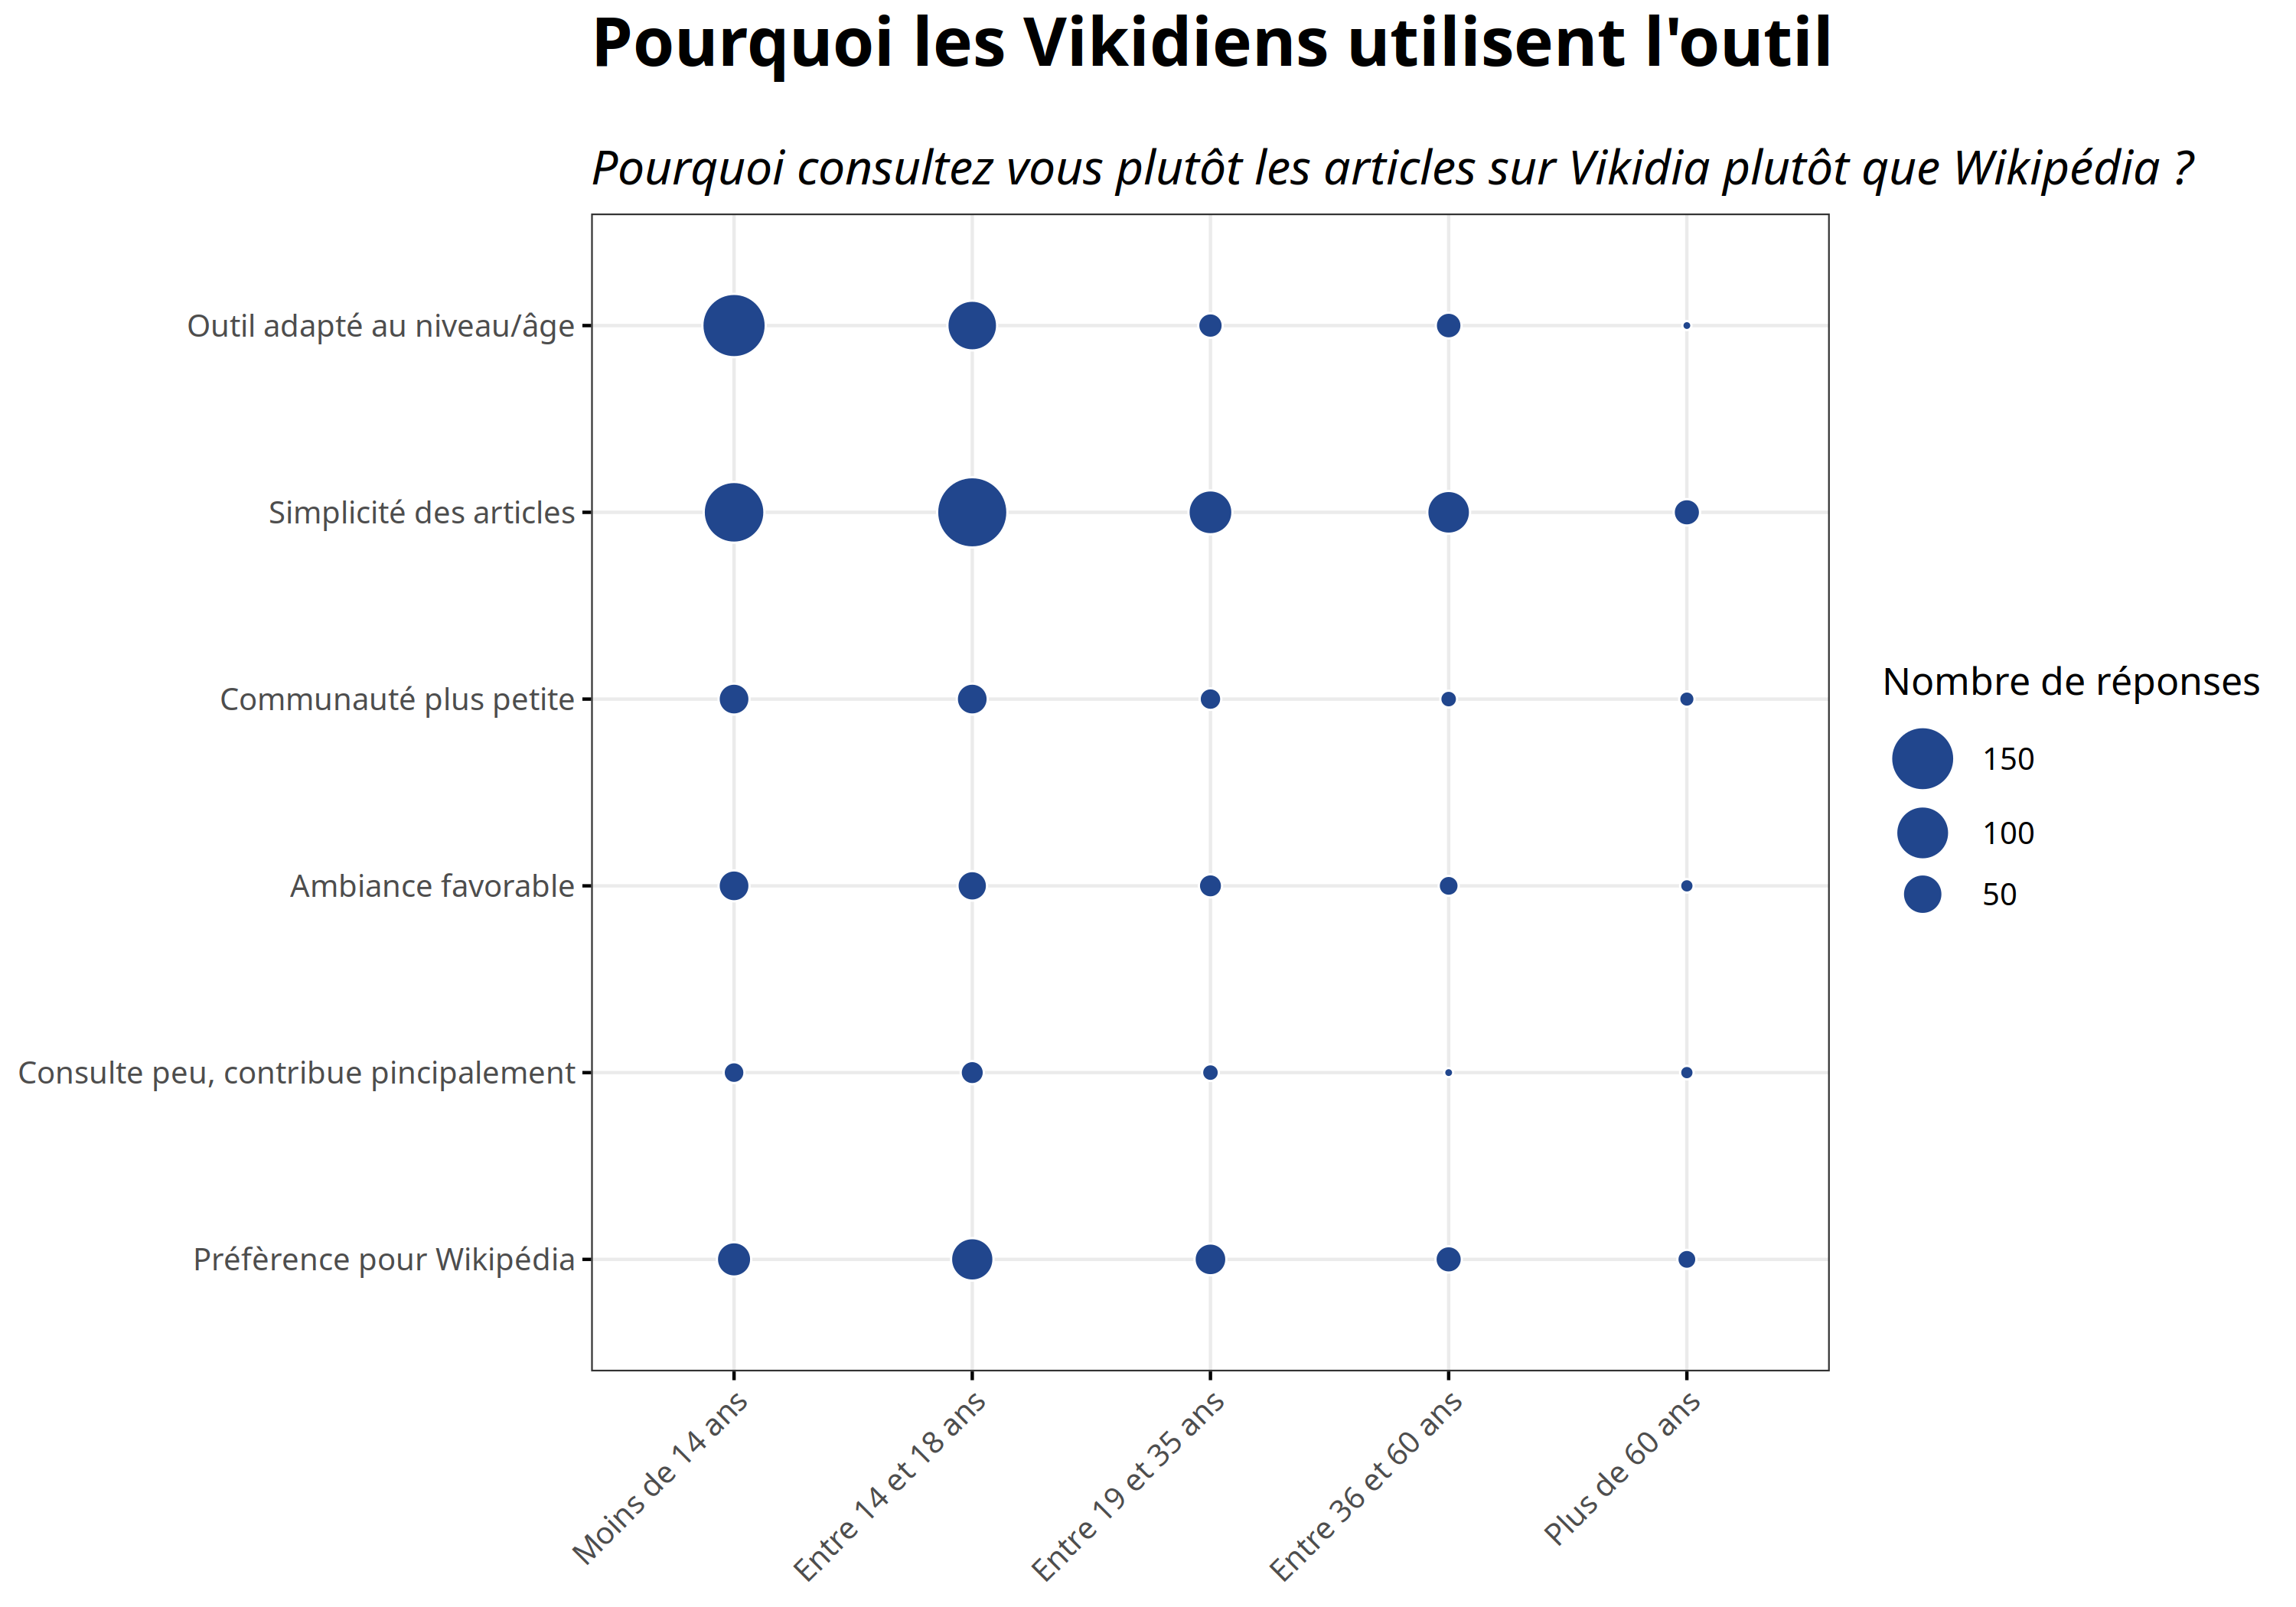 Pourquoi les Vikidiens utilisent l'outil
Pourquoi consultez vous plutôt les articles sur Vikidia plutôt que Wikipédia ?
Outil adapté au niveau/âge
Simplicité des articles
Communauté plus petite
Ambiance favorable
Consulte peu, contribue pincipalement
Préfèrence pour Wikipédia
Moins de 14 ans
Entre 14 et 18 ans
Entre 19 et 35 ans
Entre 36 et 60 ans
Plus de 60 ans
Nombre de réponses
150
100
50